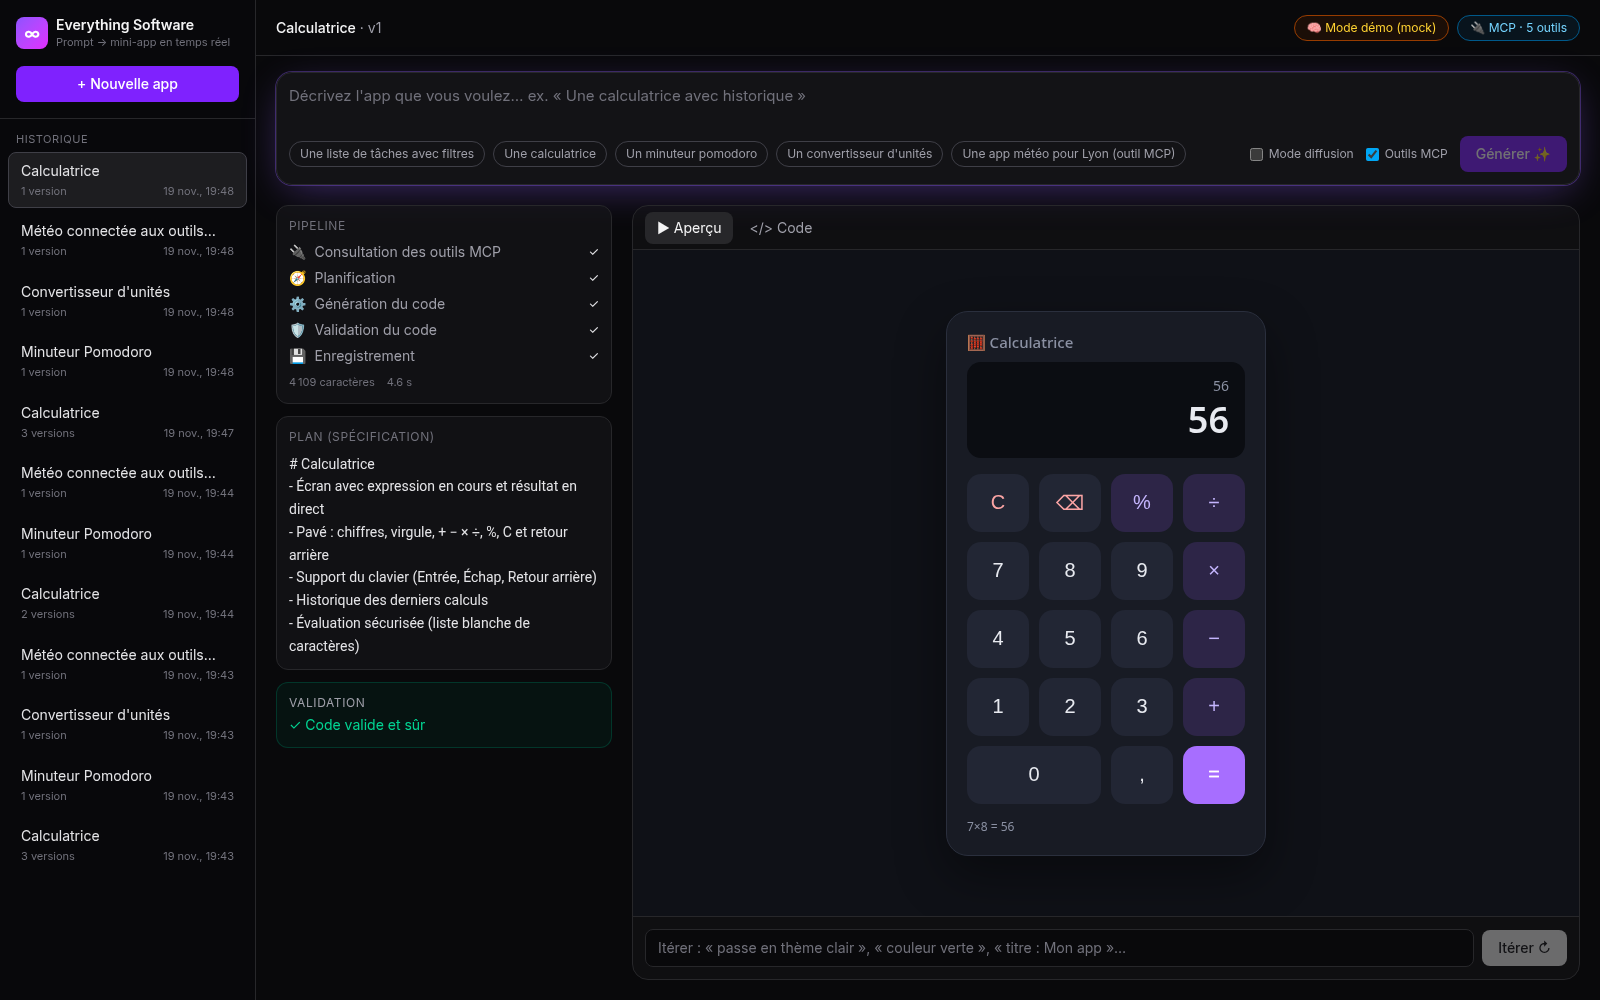 Everything Software
Prompt → mini-app en temps réel
+ Nouvelle app
HISTORIQUE
Calculatrice
1 version 19 nov., 19:48
Météo connectée aux outils...
1 version 19 nov., 19:48
Convertisseur d'unités
1 version 19 nov., 19:48
Minuteur Pomodoro
1 version 19 nov., 19:48
Calculatrice
3 versions 19 nov., 19:47
Météo connectée aux outils...
1 version 19 nov., 19:44
Minuteur Pomodoro
1 version 19 nov., 19:44
Calculatrice
2 versions 19 nov., 19:44
Météo connectée aux outils...
1 version 19 nov., 19:43
Convertisseur d'unités
1 version 19 nov., 19:43
Minuteur Pomodoro
1 version 19 nov., 19:43
Calculatrice
3 versions 19 nov., 19:43
Calculatrice · v1
🧠 Mode démo (mock) 🔌 MCP · 5 outils
Décrivez l'app que vous voulez... ex. « Une calculatrice avec historique »
Une liste de tâches avec filtres Une calculatrice Un minuteur pomodoro Un convertisseur d'unités Une app météo pour Lyon (outil MCP) Mode diffusion Outils MCP Générer ✨
PIPELINE
🔌 Consultation des outils MCP ✓
🧭 Planification ✓
⚙️ Génération du code ✓
🛡️ Validation du code ✓
💾 Enregistrement ✓
4 109 caractères 4.6 s
PLAN (SPÉCIFICATION)
# Calculatrice
- Écran avec expression en cours et résultat en
direct
- Pavé : chiffres, virgule, + − × ÷, %, C et retour
arrière
- Support du clavier (Entrée, Échap, Retour arrière)
- Historique des derniers calculs
- Évaluation sécurisée (liste blanche de
caractères)
VALIDATION
✓ Code valide et sûr
▶ Aperçu </> Code
🧮 Calculatrice
56
56
C ⌫ % ÷
7 8 9 ×
4 5 6 −
1 2 3 +
0 , =
7×8 = 56
Itérer : « passe en thème clair », « couleur verte », « titre : Mon app »... Itérer ↻